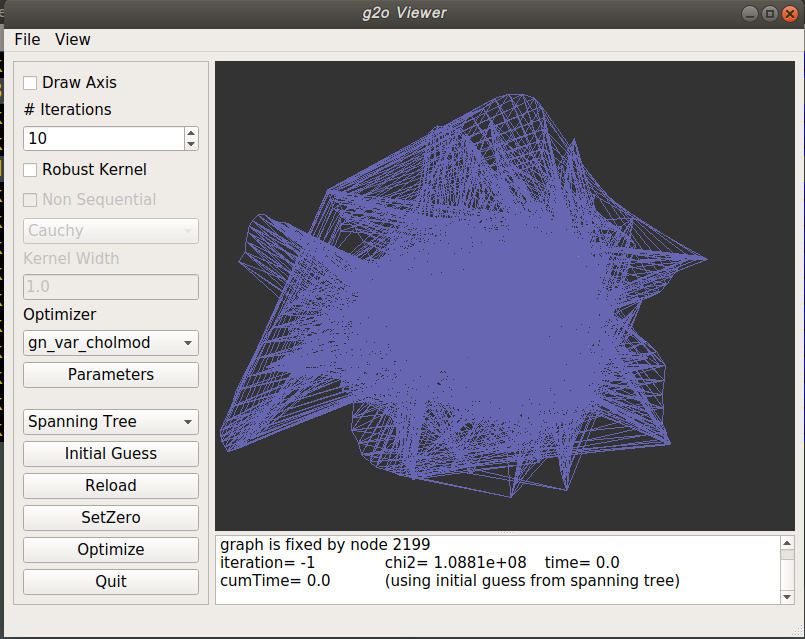 g2o Viewer
File View
Draw Axis
# Iterations
10
Robust Kernel
Non Sequential
Cauchy
Kernel Width
1.0
Optimizer
gn_var_cholmod
Parameters
Spanning Tree
Initial Guess
Reload
SetZero
Optimize
Quit
graph is fixed by node 2199
iteration= -1 chi2= 1.0881e+08 time= 0.0
cumTime= 0.0 (using initial guess from spanning tree)